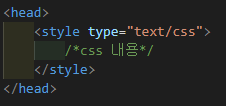 <head>
<style type="text/css">
/*css 내용*/
</style>
</head>